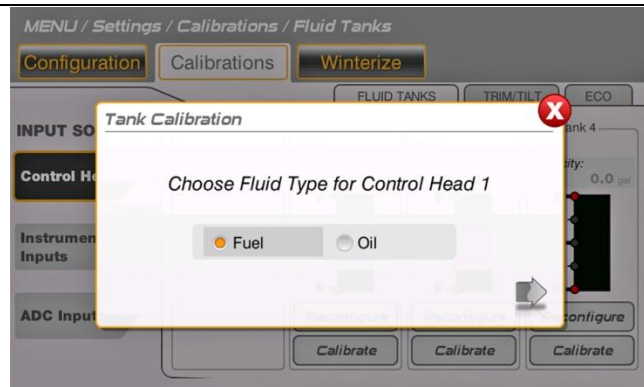 MENU / Settings / Calibrations / Fluid Tanks
Configuration Calibrations Winterize
FLUID TANKS TRIM/TILT ECO
Tank Calibration
X
INPUT SO
ank 4
ity:
0.0 gal
Control He
Choose Fluid Type for Control Head 1
Fuel Oil
Instrumen
Inputs
E
E
ADC Input
Reconfigure Reconfigure Reconfigure
Calibrate Calibrate Calibrate